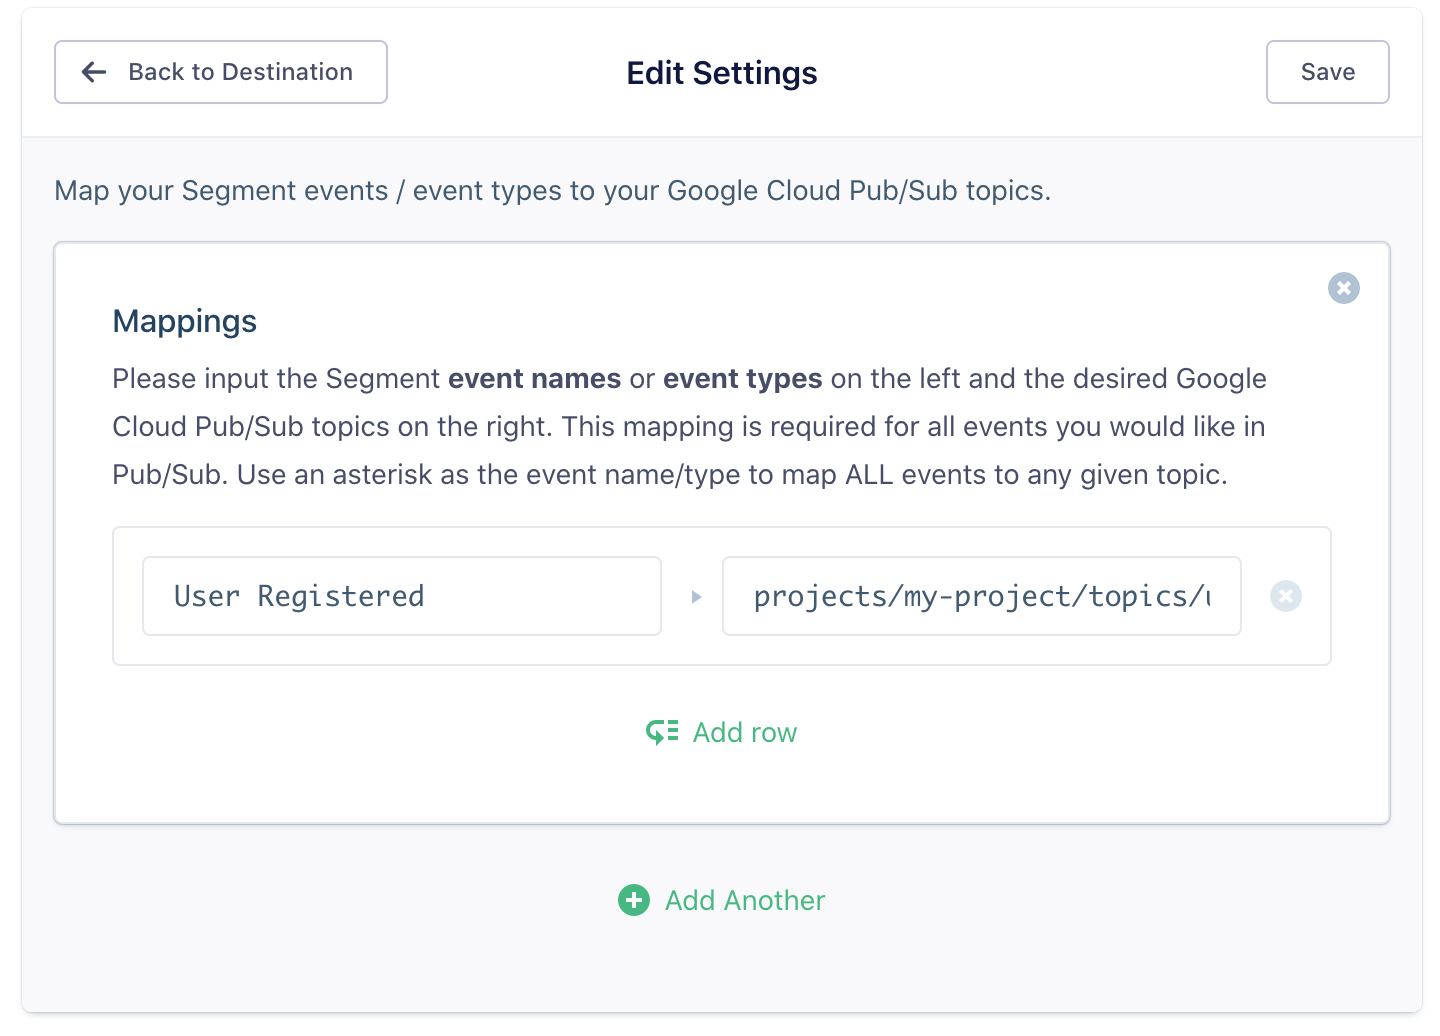 Back to Destination
Edit Settings
Save
Map your Segment events / event types to your Google Cloud Pub/Sub topics.
Mappings
Please input the Segment event names or event types on the left and the desired Google
Cloud Pub/Sub topics on the right. This mapping is required for all events you would like in
Pub/Sub. Use an asterisk as the event name/type to map ALL events to any given topic.
User Registered
projects/my-project/topics/
Add row
Add Another